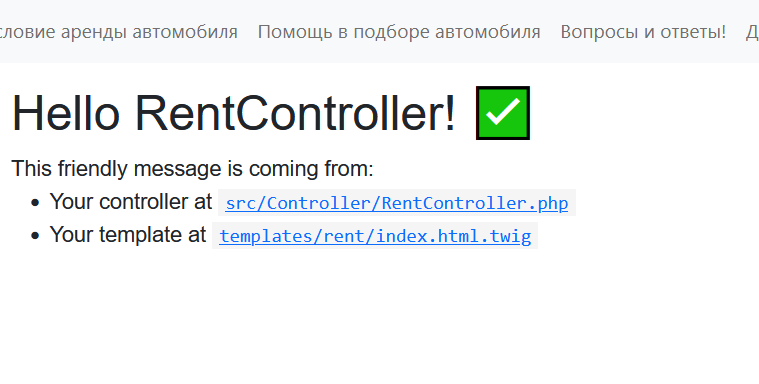 аренды автомобиля Помощь в подборе автомобиля Вопросы и ответы!
Hello RentController! ✅
This friendly message is coming from:
• Your controller at src/Controller/RentController.php
• Your template at templates/rent/index.html.twig